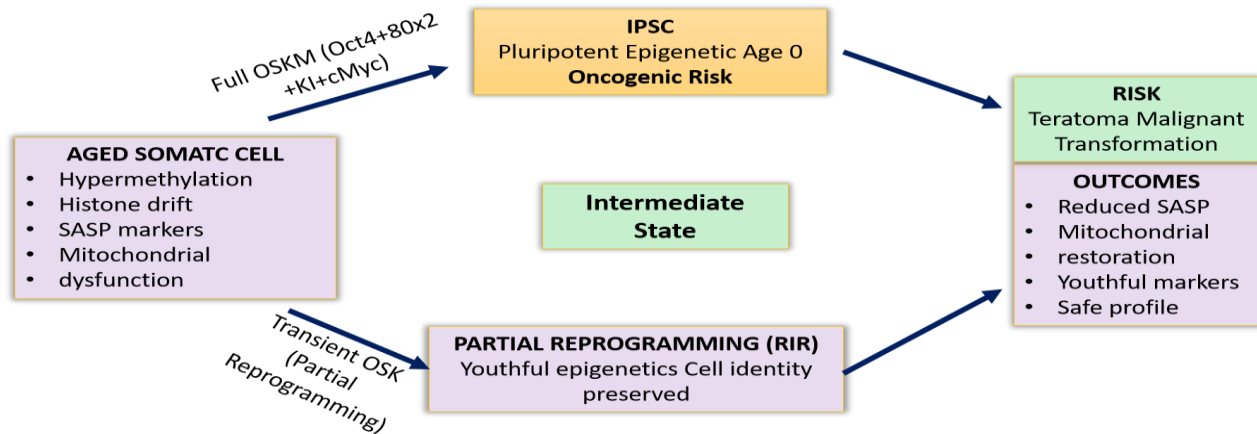 Full OSKM (Oct4+80x2
+KI+cMyc)
IPSC
Pluripotent Epigenetic Age 0
Oncogenic Risk
RISK
Teratoma Malignant
Transformation
AGED SOMATC CELL
• Hypermethylation
• Histone drift
• SASP markers
• Mitochondrial
• dysfunction
Intermediate
State
OUTCOMES
• Reduced SASP
• Mitochondrial
• restoration
• Youthful markers
• Safe profile
Transient OSK
(Partial
Reprogramming)
PARTIAL REPROGRAMMING (RIR)
Youthful epigenetics Cell identity
preserved